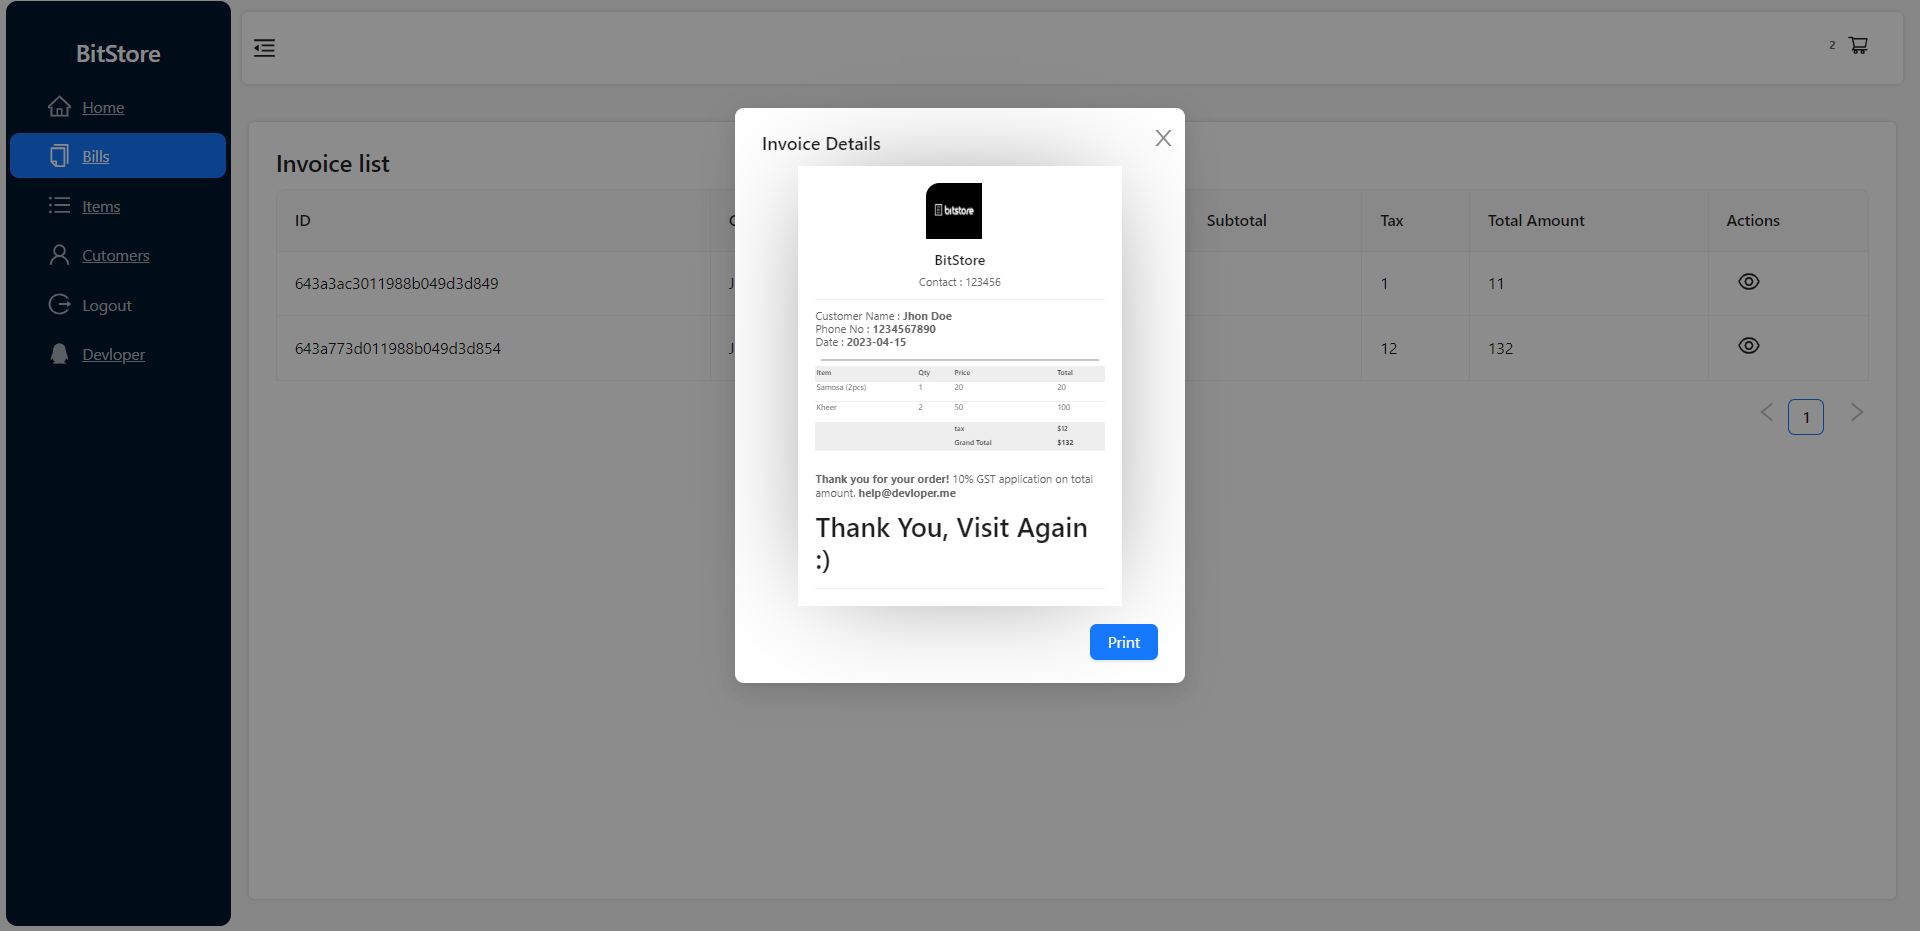 BitStore
Home
Bills
Items
Cutomers
Logout
Devloper
2
Invoice list
ID Subtotal Tax Total Amount Actions
643a3ac3011988b049d3d849 1 11
643a773d011988b049d3d854 12 132
1
Invoice Details
bitstore
BitStore
Contact : 123456
Customer Name : Jhon Doe
Phone No : 1234567890
Date : 2023-04-15
Item Qty Price Total
Samosa (2pcs) 1 20 20
Kheer 2 50 100
tax $12
Grand Total $132
Thank you for your order! 10% GST application on total
amount. help@devloper.me
Thank You, Visit Again
:)
Print